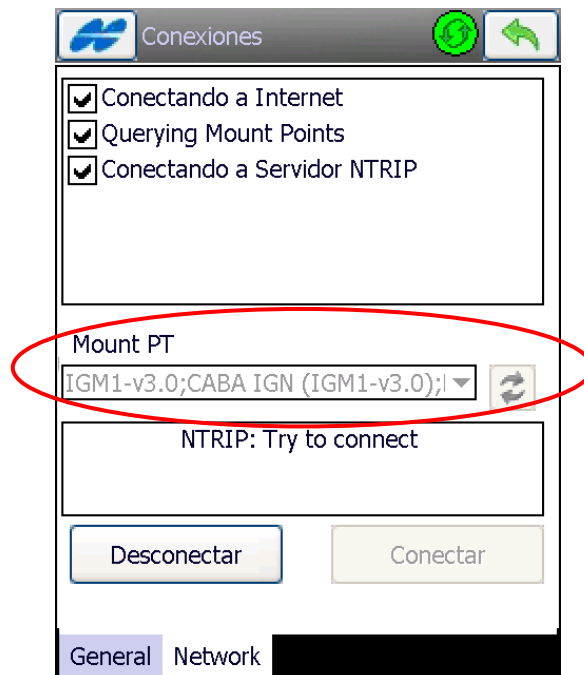 Conexiones
Conectando a Internet
Querying Mount Points
Conectando a Servidor NTRIP
Mount PT
IGM1-v3.0;CABA IGN (IGM1-v3.0);
NTRIP: Try to connect
Desconectar Conectar
General Network